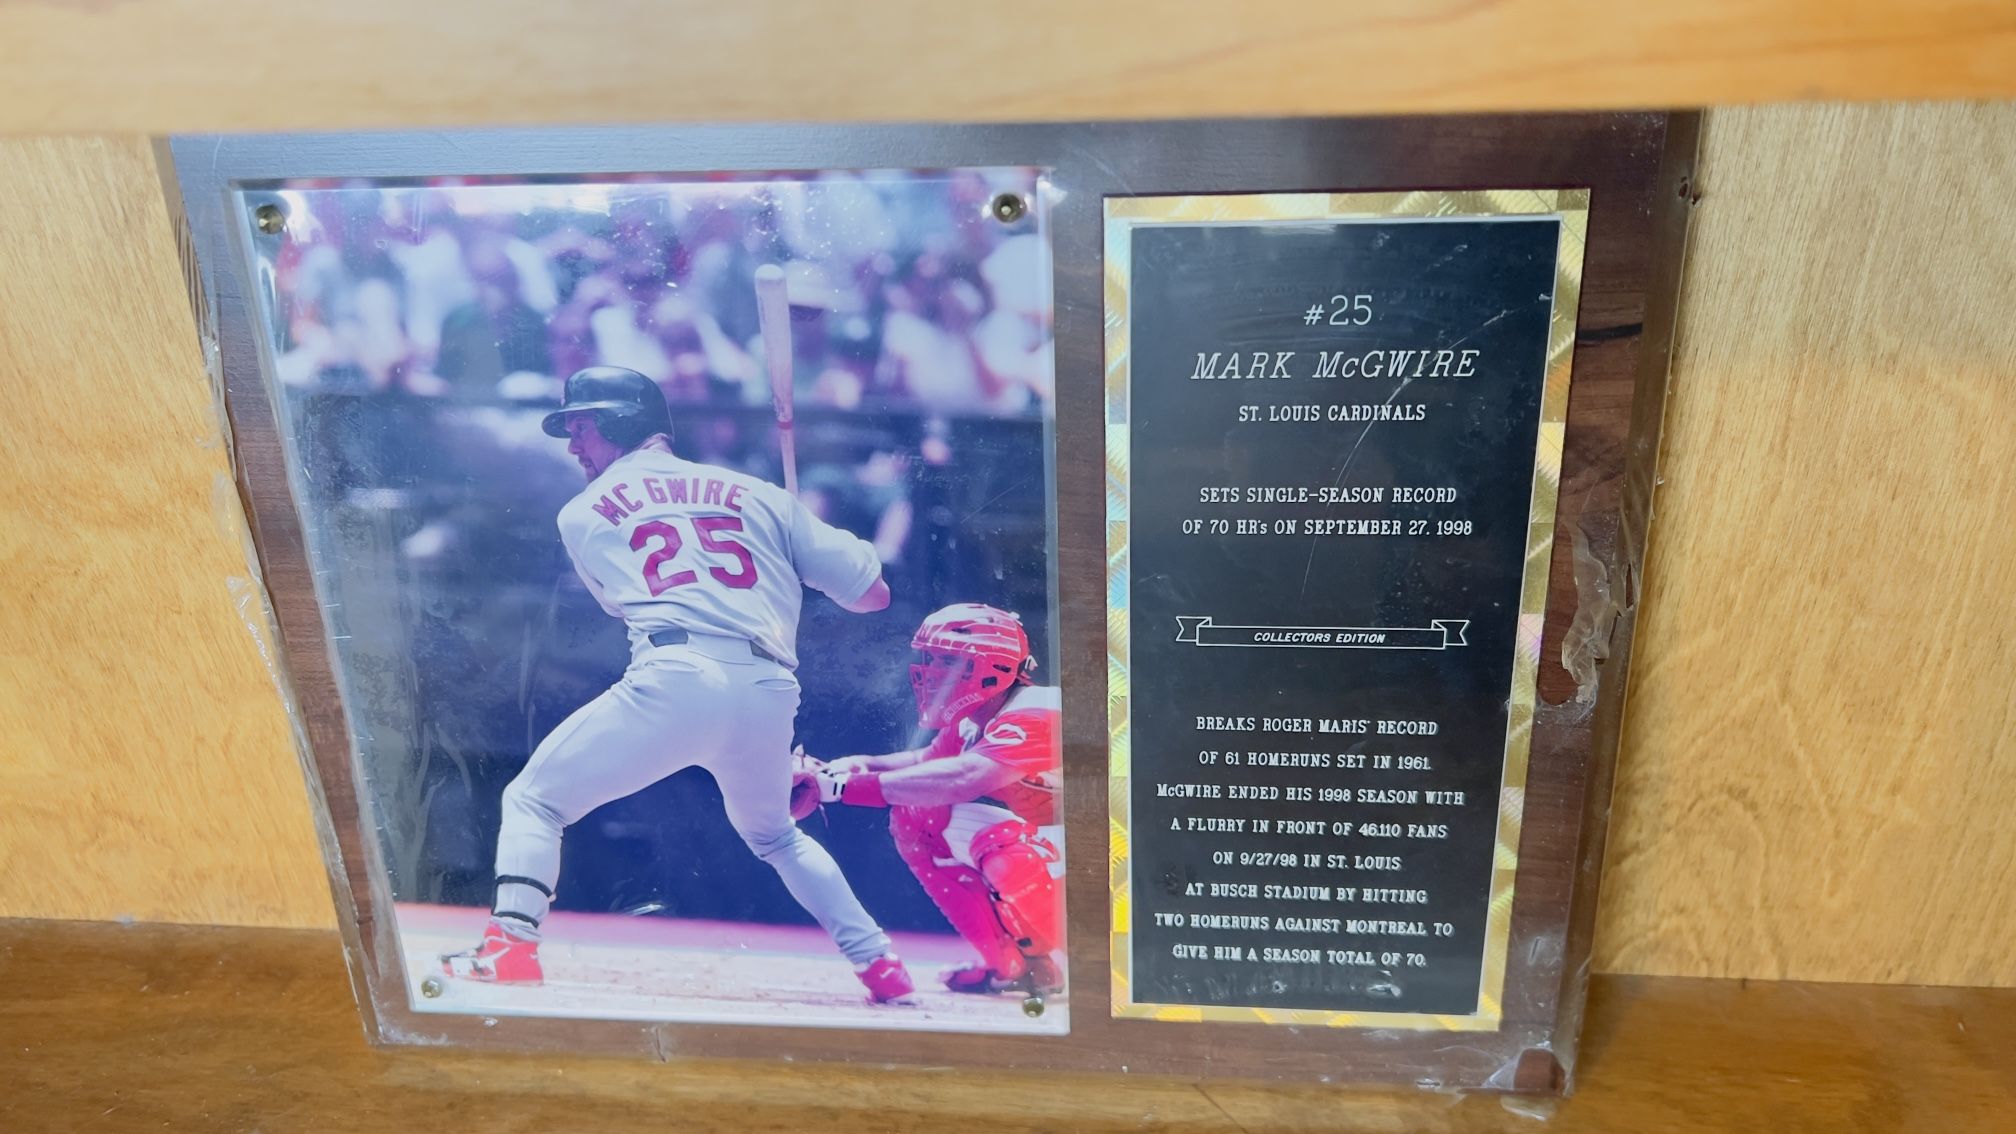 MC GWIRE
25
#25
MARK McGWIRE
ST. LOUIS CARDINALS
SETS SINGLE-SEASON RECORD
OF 70 HR's ON SEPTEMBER 27, 1998
COLLECTORS EDITION
BREAKS ROGER MARIS' RECORD
OF 61 HOMERUNS SET IN 1961.
McGWIRE ENDED HIS 1998 SEASON WITH
A FLURRY IN FRONT OF 46,110 FANS
ON 9/27/98 IN ST. LOUIS
AT BUSCH STADIUM BY HITTING
TWO HOMERUNS AGAINST MONTREAL TO
GIVE HIM A SEASON TOTAL OF 70.